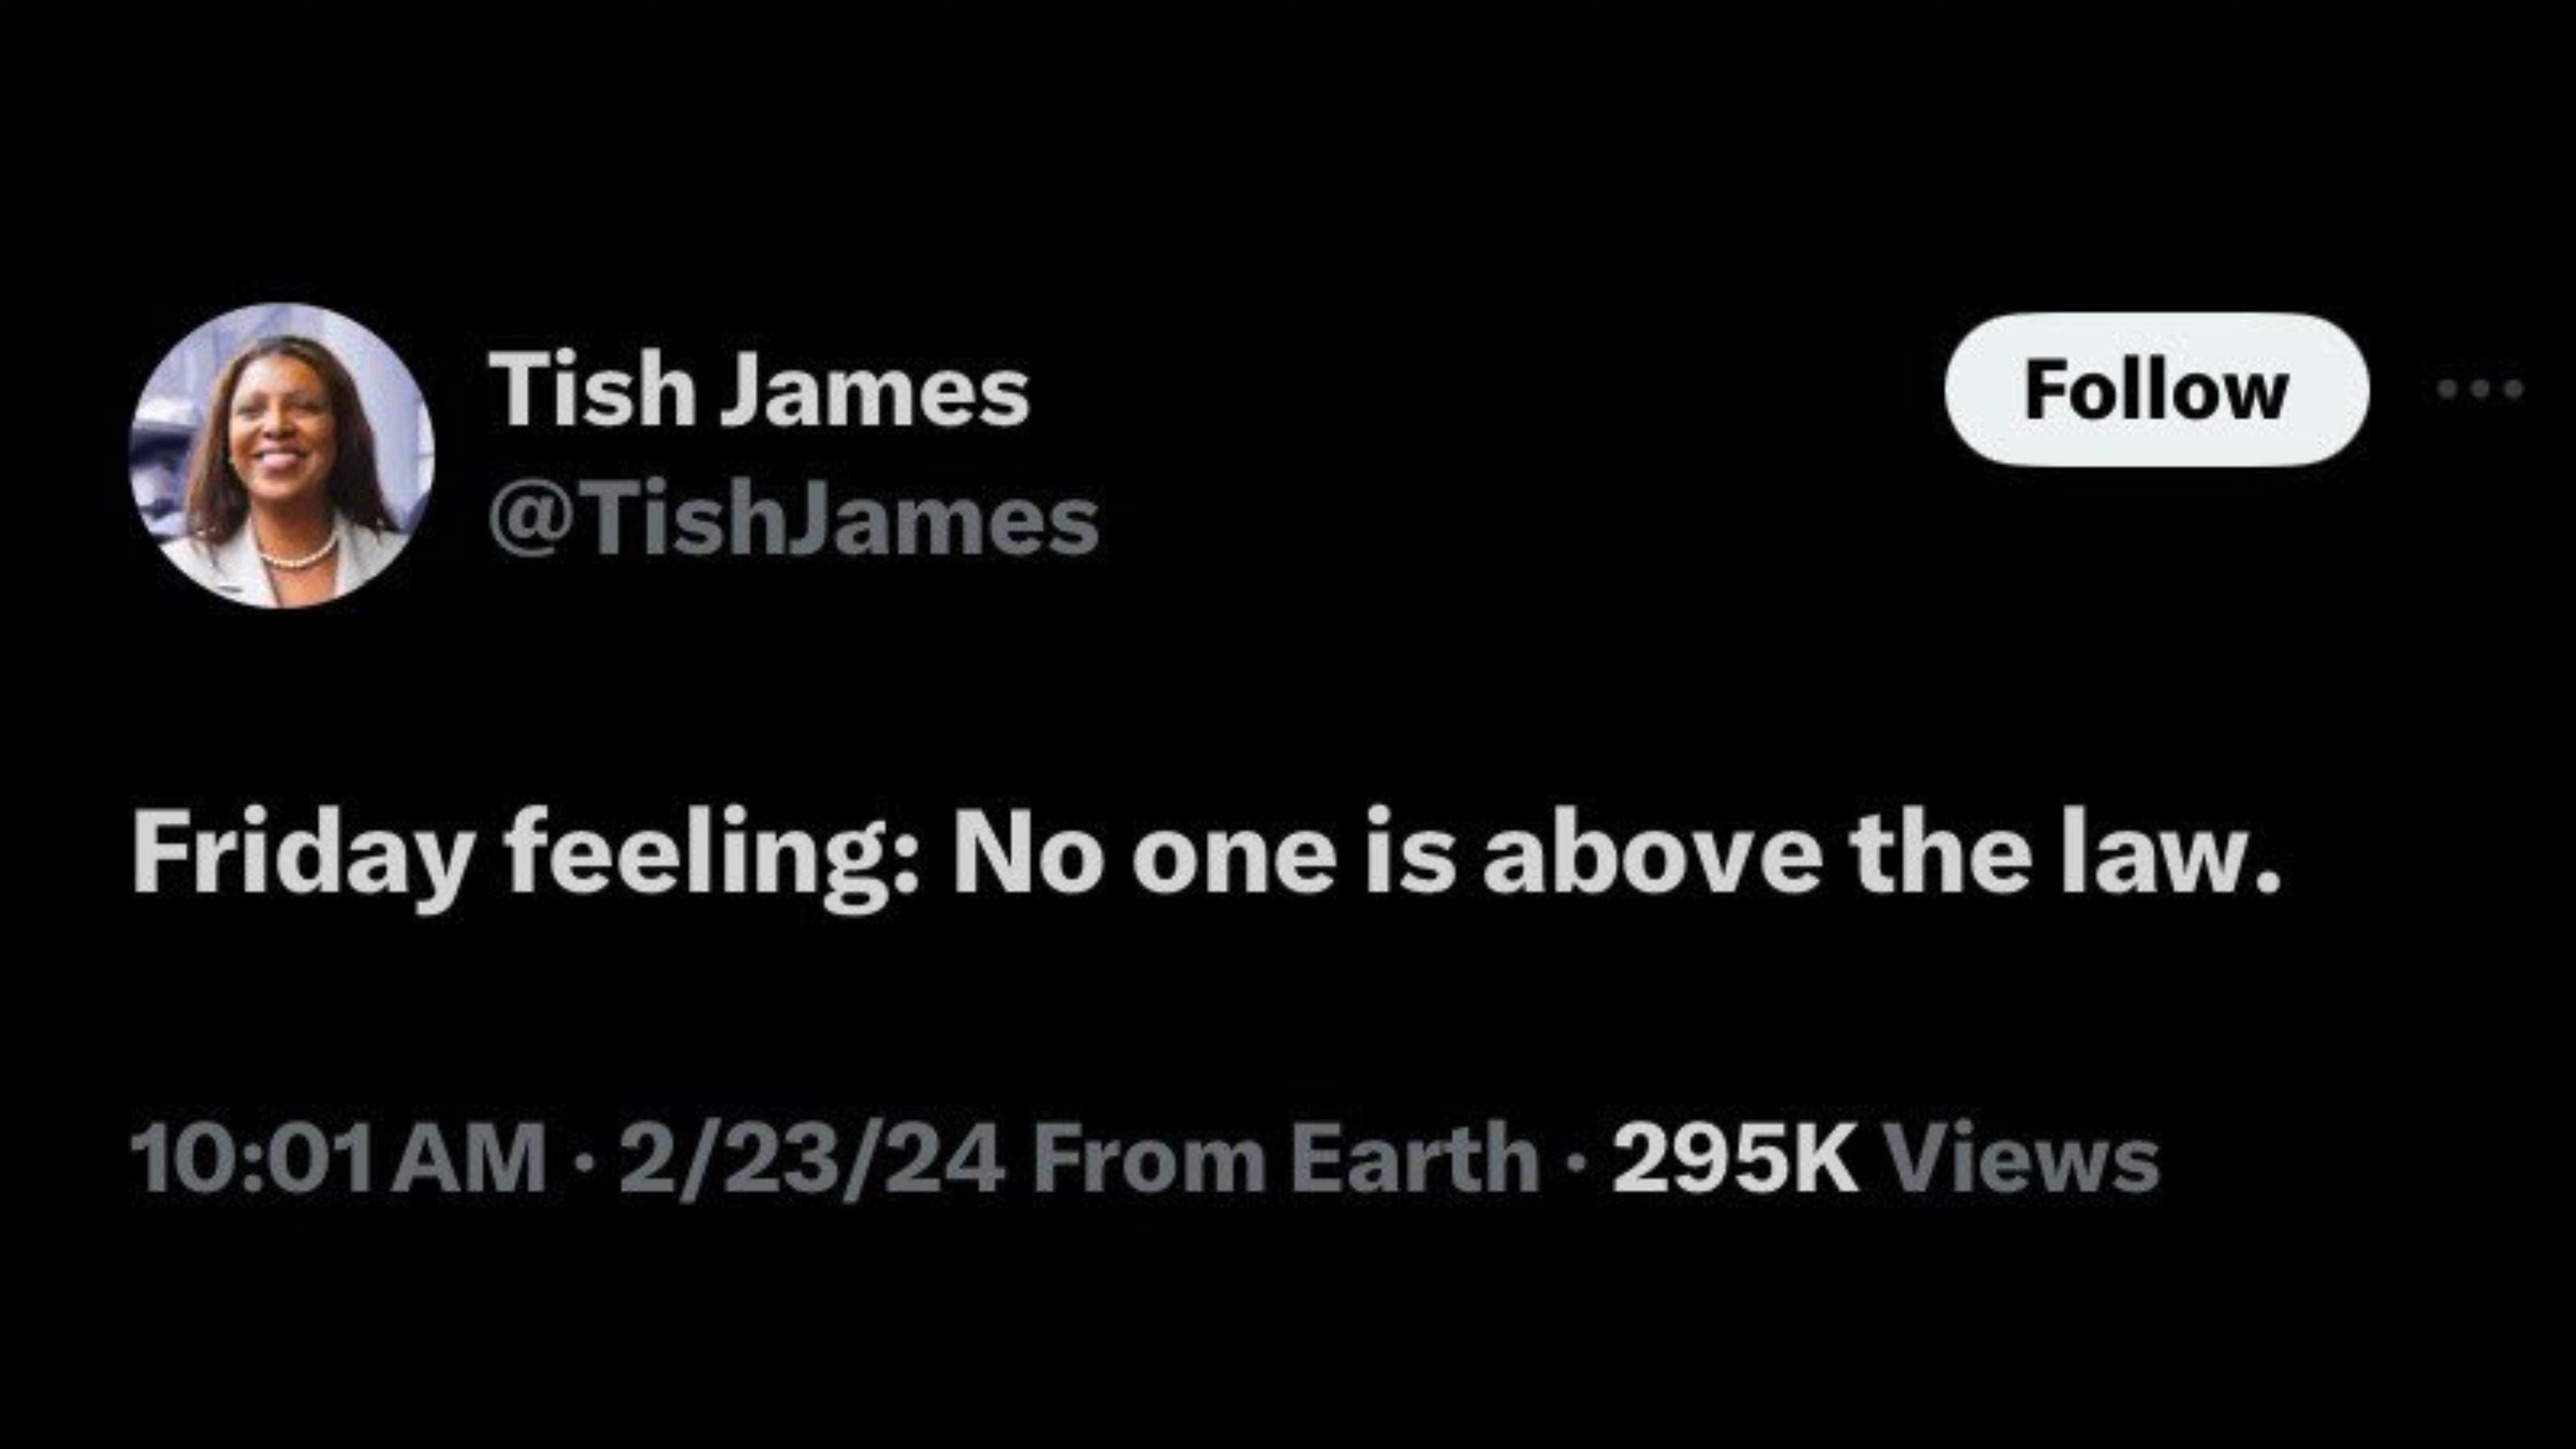 Tish James
Follow
@TishJames
Friday feeling: No one is above the law.
10:01 AM · 2/23/24 From Earth · 295K Views